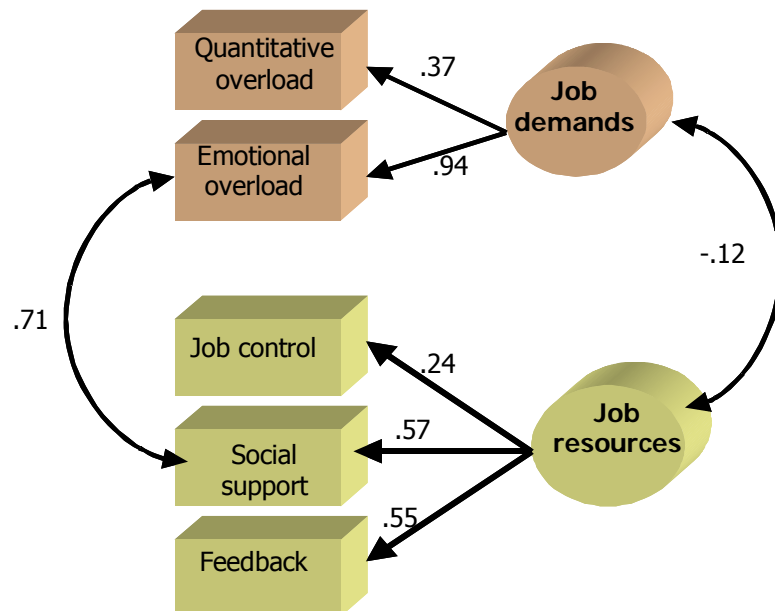 Quantitative
overload
.37
Job
demands
Emotional
overload
.94
-.12
.71
Job control
.24
Job
resources
.57
Social
support
.55
Feedback